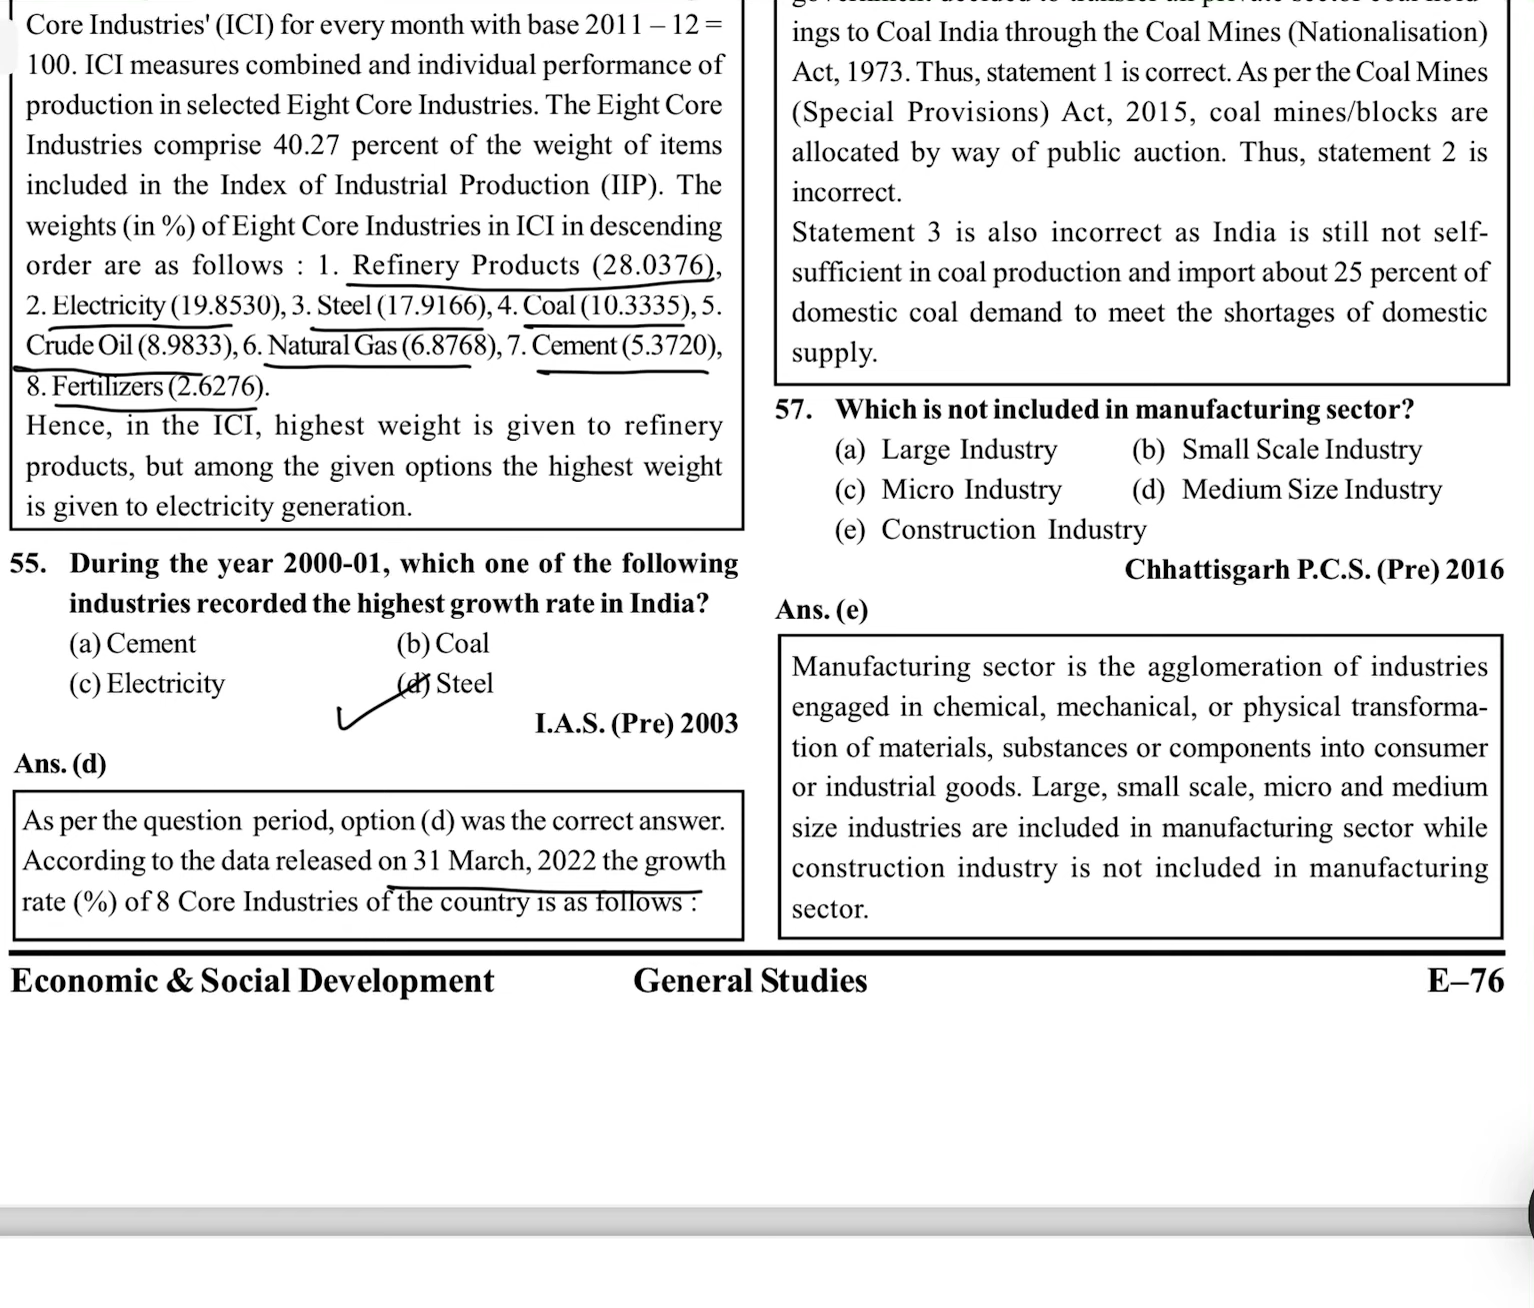 Core Industries' (ICI) for every month with base 2011 – 12 =
100. ICI measures combined and individual performance of
production in selected Eight Core Industries. The Eight Core
Industries comprise 40.27 percent of the weight of items
included in the Index of Industrial Production (IIP). The
weights (in %) of Eight Core Industries in ICI in descending
order are as follows : 1. Refinery Products (28.0376),
2. Electricity (19.8530), 3. Steel (17.9166), 4. Coal (10.3335), 5.
Crude Oil (8.9833), 6. Natural Gas (6.8768), 7. Cement (5.3720),
8. Fertilizers (2.6276).
Hence, in the ICI, highest weight is given to refinery
products, but among the given options the highest weight
is given to electricity generation.
55. During the year 2000-01, which one of the following
industries recorded the highest growth rate in India?
(a) Cement (b) Coal
(c) Electricity (d) Steel
I.A.S. (Pre) 2003
Ans. (d)
As per the question period, option (d) was the correct answer.
According to the data released on 31 March, 2022 the growth
rate (%) of 8 Core Industries of the country is as follows :
ings to Coal India through the Coal Mines (Nationalisation)
Act, 1973. Thus, statement 1 is correct. As per the Coal Mines
(Special Provisions) Act, 2015, coal mines/blocks are
allocated by way of public auction. Thus, statement 2 is
incorrect.
Statement 3 is also incorrect as India is still not self-
sufficient in coal production and import about 25 percent of
domestic coal demand to meet the shortages of domestic
supply.
57. Which is not included in manufacturing sector?
(a) Large Industry (b) Small Scale Industry
(c) Micro Industry (d) Medium Size Industry
(e) Construction Industry
Chhattisgarh P.C.S. (Pre) 2016
Ans. (e)
Manufacturing sector is the agglomeration of industries
engaged in chemical, mechanical, or physical transforma-
tion of materials, substances or components into consumer
or industrial goods. Large, small scale, micro and medium
size industries are included in manufacturing sector while
construction industry is not included in manufacturing
sector.
Economic & Social Development General Studies E–76